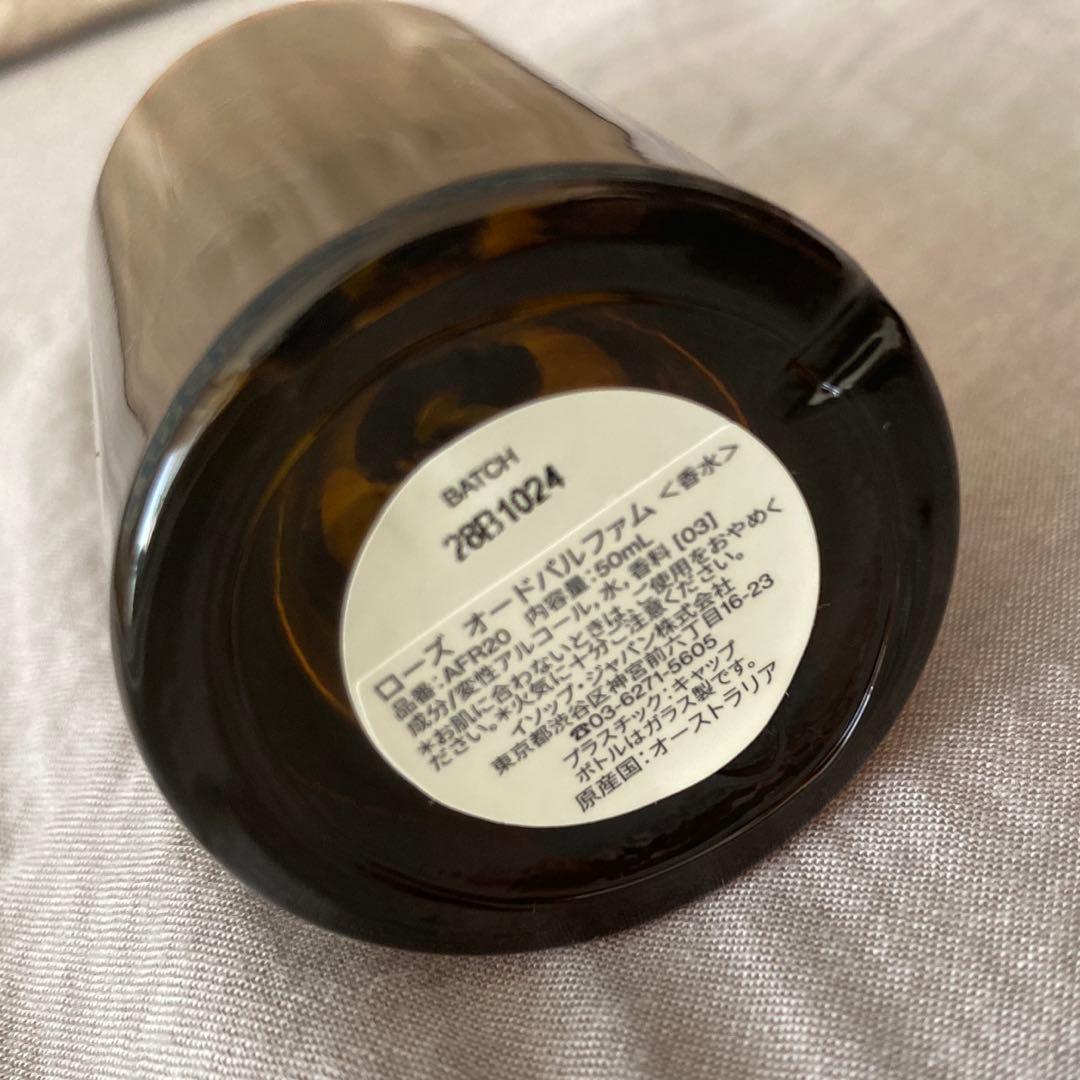 BATCH
28B1024
ローズ オードパルファム <香水>
品番:AFR20 内容量:50mL
成分/変性アルコール,水,香料 [03]
*お肌に合わないときは、ご使用をおやめく
ださい。*火気に十分ご注意ください。
イソップ・ジャパン株式会社
東京都渋谷区神宮前六丁目16-23
☎03-6271-5605
プラスチック:キャップ
ボトルはガラス製です。
原産国:オーストラリア